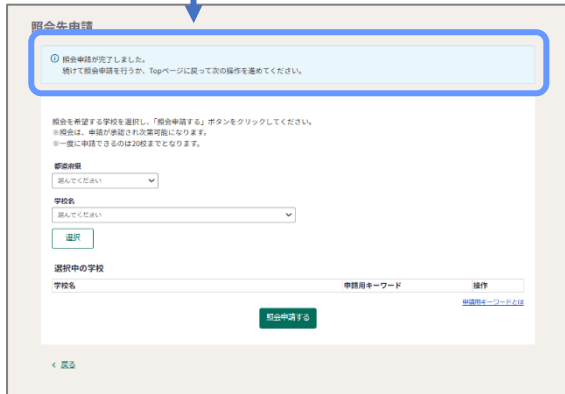 照会先申請
照会申請が完了しました。
続けて照会申請を行うか、Topページに戻って次の操作を進めてください。
照会を希望する学校を選択し、「照会申請する」ボタンをクリックしてください。
※照会は、申請が承認され次第可能になります。
※一度に申請できるのは20校までとなります。
都道府県
選んでください
学校名
選んでください
選択
選択中の学校
学校名 申請用キーワード 操作
申請用キーワードとは
照会申請する
< 戻る